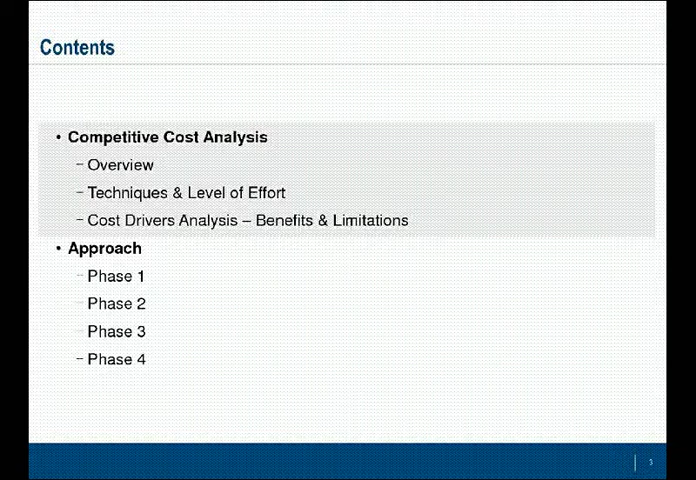 Contents
• Competitive Cost Analysis
– Overview
– Techniques & Level of Effort
– Cost Drivers Analysis – Benefits & Limitations
• Approach
– Phase 1
– Phase 2
– Phase 3
– Phase 4
3